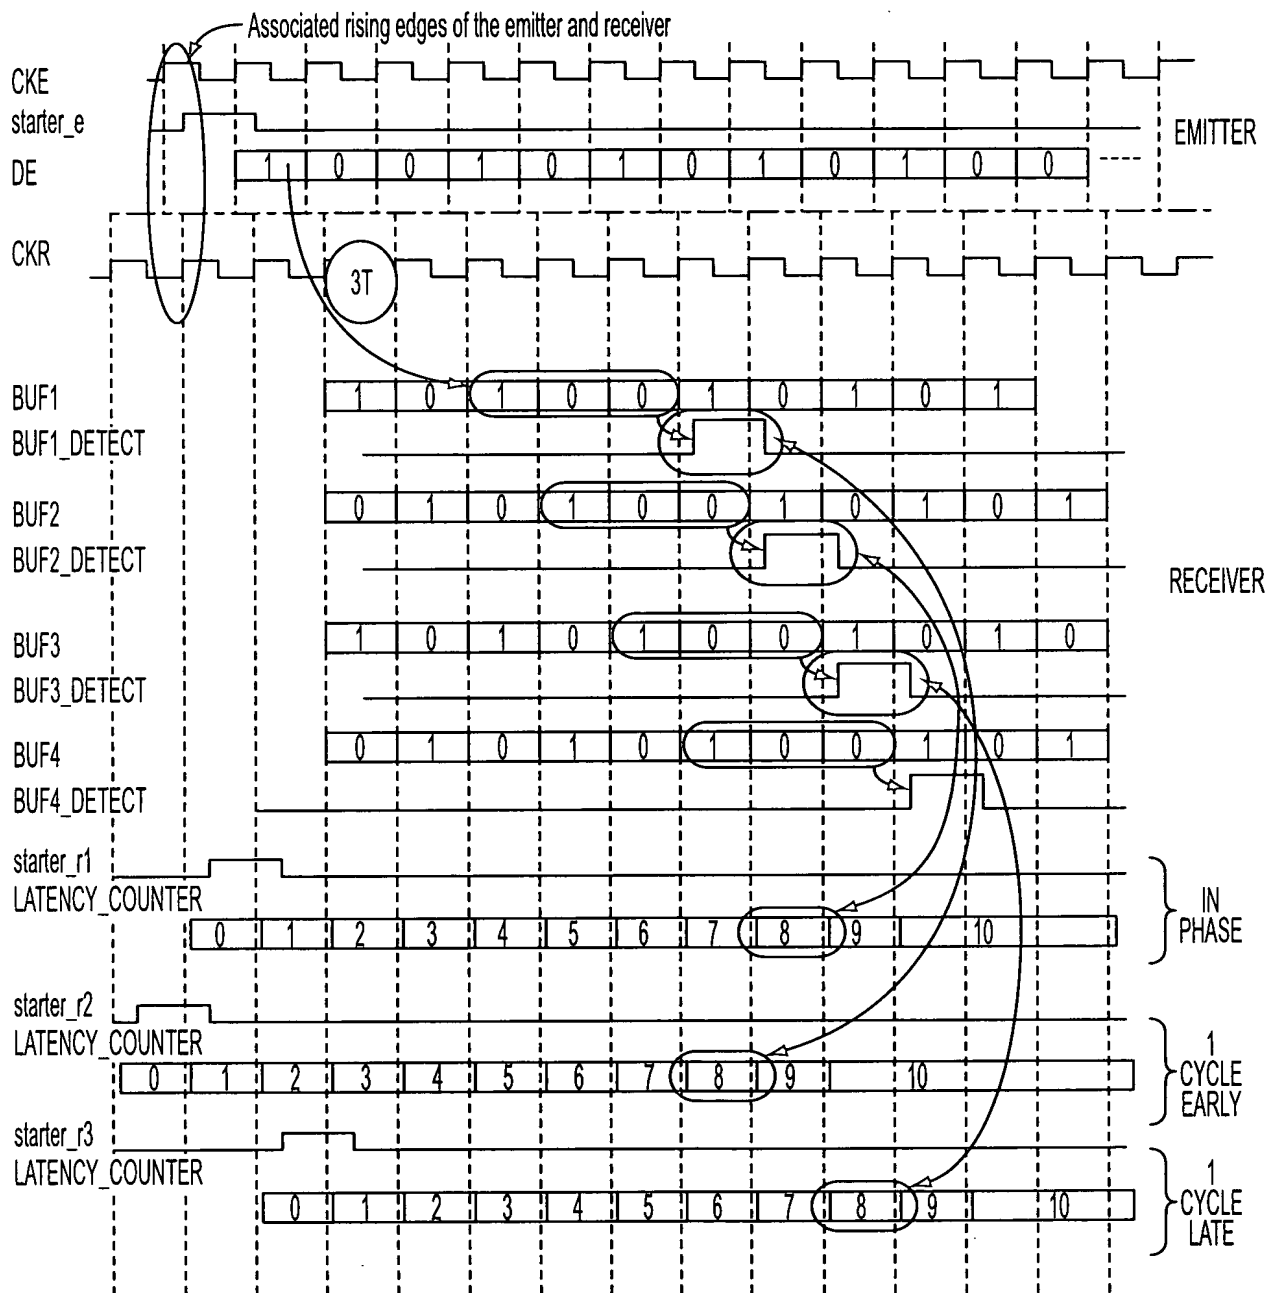 Associated rising edges of the emitter and receiver
CKE
starter_e
EMITTER
DE
1 0 0 1 0 1 0 1 0 1 0 0
CKR
3T
BUF1
1 0 1 0 0 1 0 1 0 1
BUF1_DETECT
BUF2
0 1 0 1 0 0 1 0 1 0 1
BUF2_DETECT
RECEIVER
BUF3
1 0 1 0 1 0 0 1 0 1 0
BUF3_DETECT
BUF4
0 1 0 1 0 1 0 0 1 0 1
BUF4_DETECT
starter_r1
LATENCY_COUNTER
0 1 2 3 4 5 6 7 8 9 10
IN
PHASE
starter_r2
LATENCY_COUNTER
0 1 2 3 4 5 6 7 8 9 10
1
CYCLE
EARLY
starter_r3
LATENCY_COUNTER
0 1 2 3 4 5 6 7 8 9 10
1
CYCLE
LATE